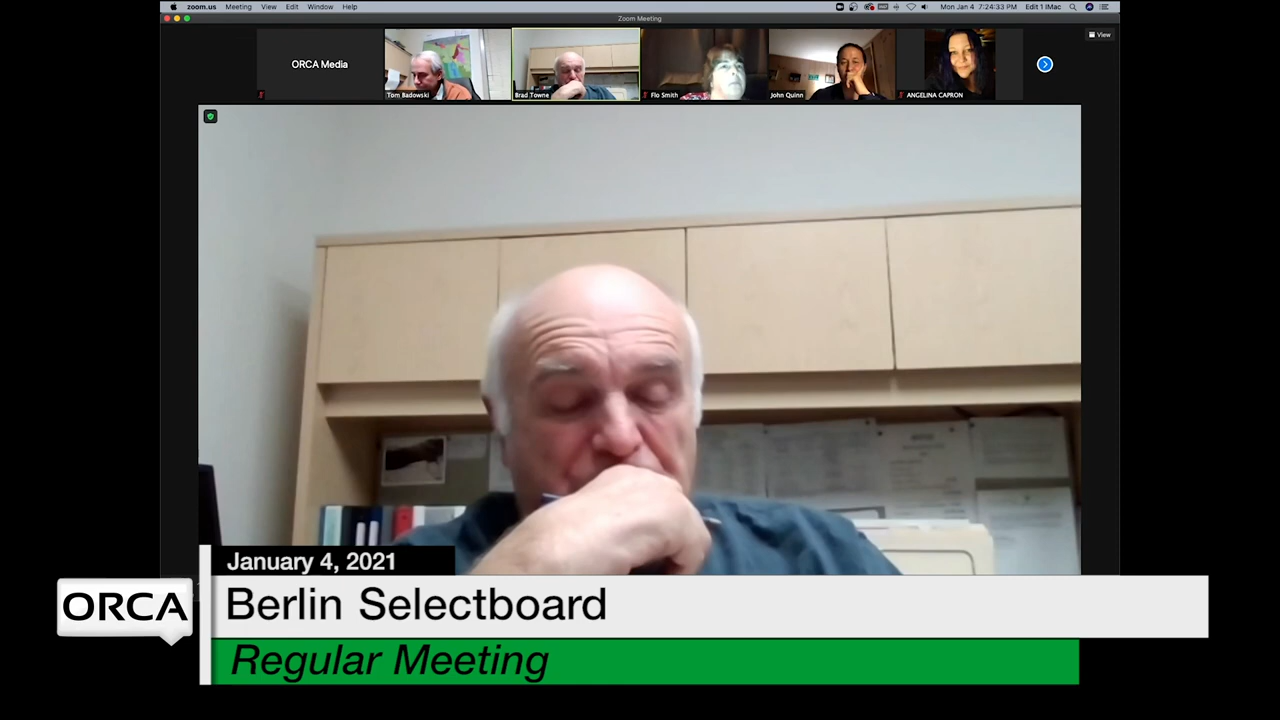 zoom.us Meeting View Edit Window Help
Mon Jan 4 7:24:33 PM Edit 1 iMac
Zoom Meeting
View
ORCA Media
Tom Badowski
Brad Towne
Flo Smith
John Quinn
ANGELINA CAPRON
January 4, 2021
ORCA
Berlin Selectboard
Regular Meeting